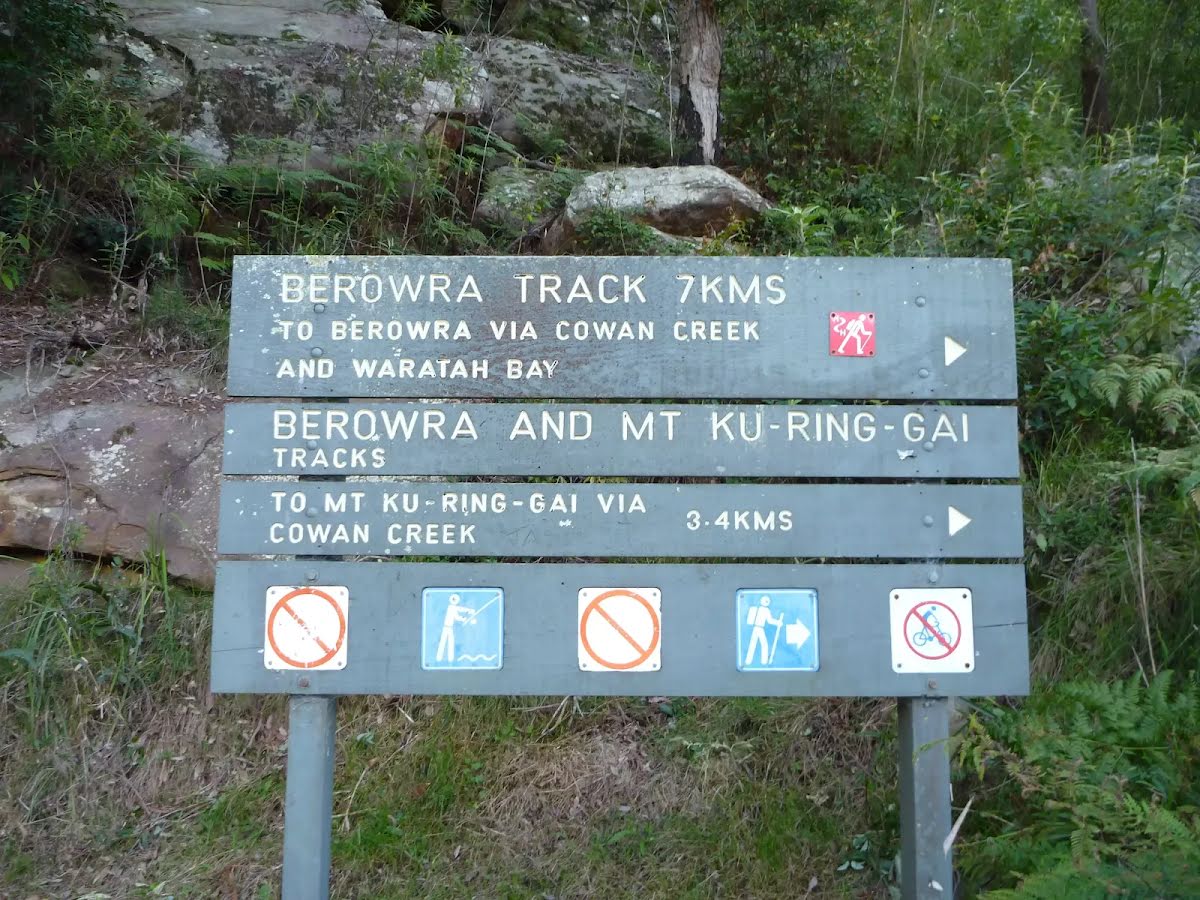 BEROWRA TRACK 7KMS
TO BEROWRA VIA COWAN CREEK
AND WARATAH BAY
BEROWRA AND MT KU-RING-GAI
TRACKS
TO MT KU-RING-GAI VIA
COWAN CREEK 3.4KMS